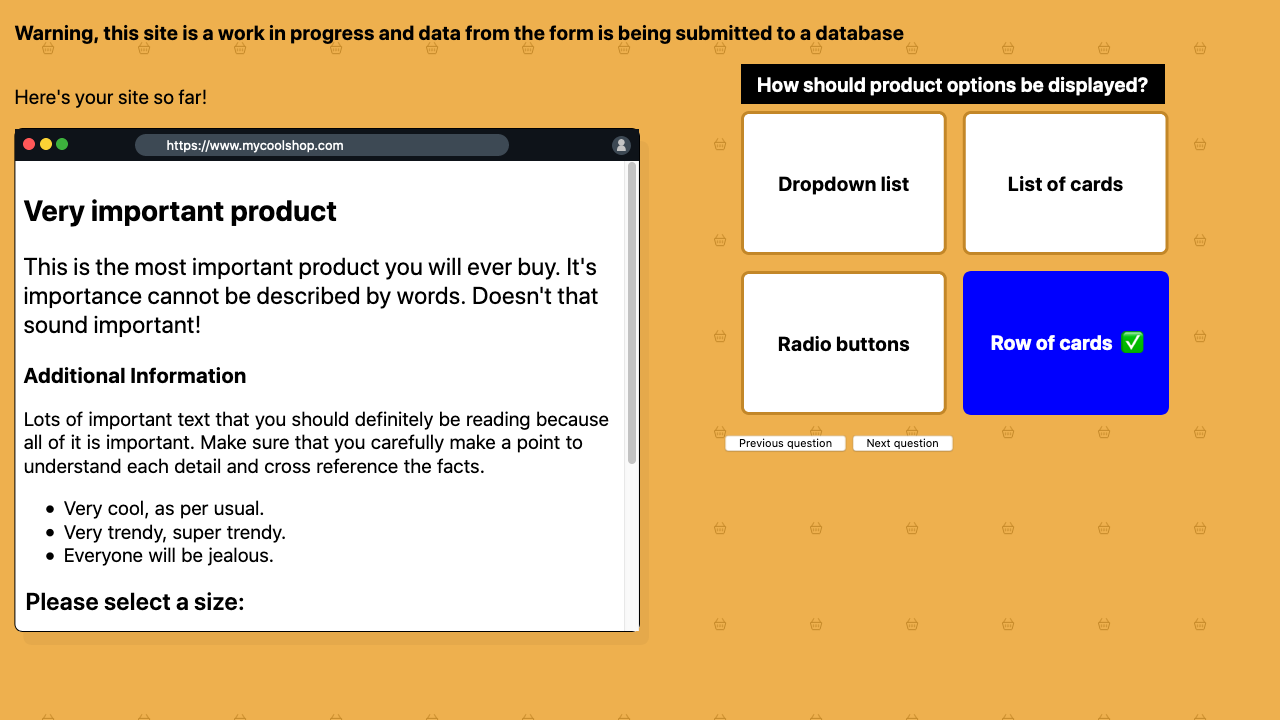 Warning, this site is a work in progress and data from the form is being submitted to a database
Here's your site so far!
https://www.mycoolshop.com
Very important product
This is the most important product you will ever buy. It's
importance cannot be described by words. Doesn't that
sound important!
Additional Information
Lots of important text that you should definitely be reading because
all of it is important. Make sure that you carefully make a point to
understand each detail and cross reference the facts.
Very cool, as per usual.
Very trendy, super trendy.
Everyone will be jealous.
Please select a size:
How should product options be displayed?
Dropdown list
List of cards
Radio buttons
Row of cards ✅
Previous question
Next question